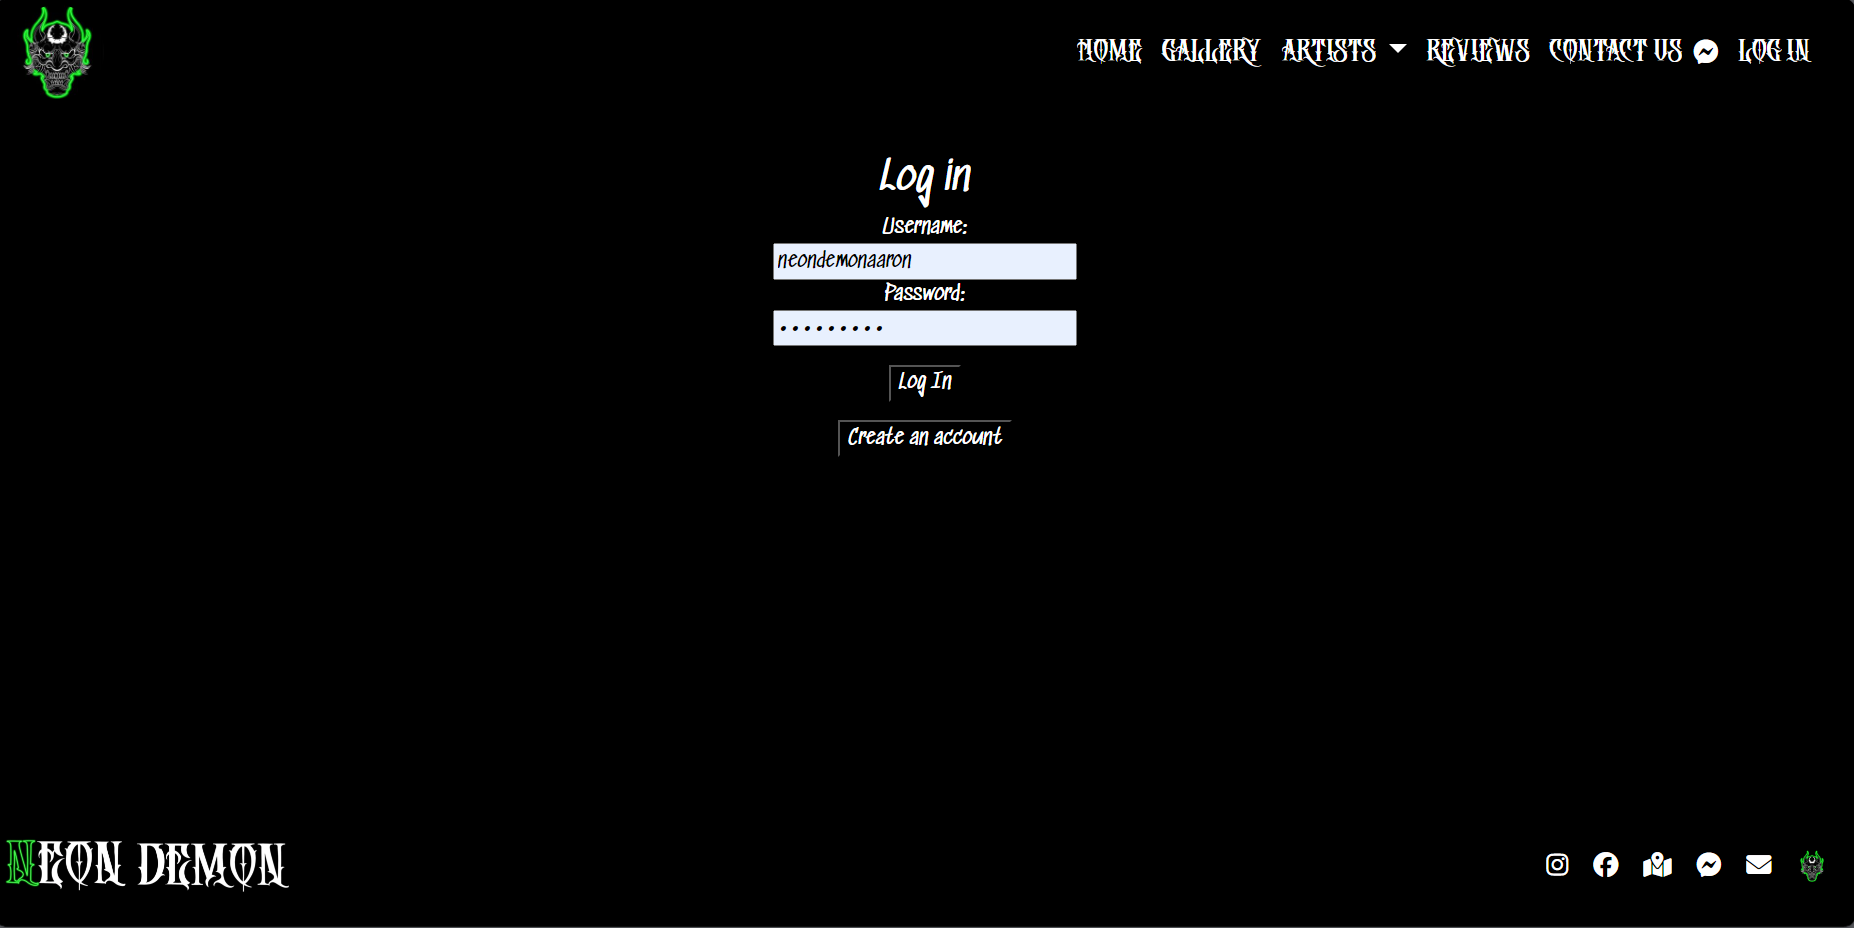 HOME GALLERY ARTISTS REVIEWS CONTACT US LOG IN
Log in
Username:
neondemonaaron
Password:
•••••••••
Log In
Create an account
NEON DEMON